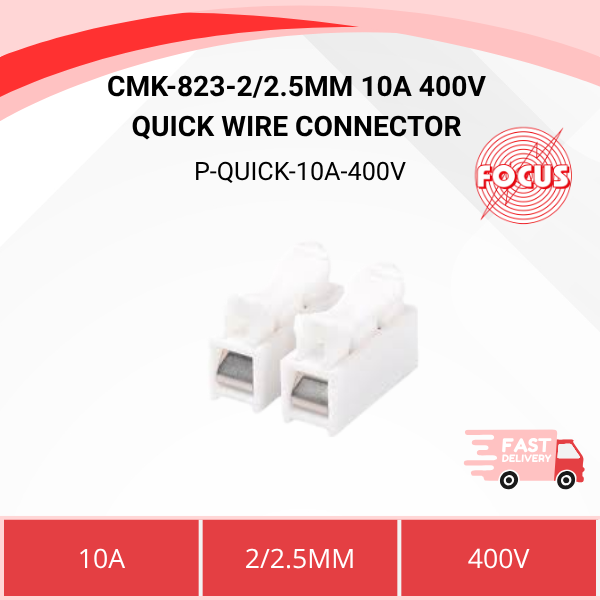 CMK-823-2/2.5MM 10A 400V
QUICK WIRE CONNECTOR
P-QUICK-10A-400V
FOCUS
FAST
DELIVERY
10A
2/2.5MM
400V